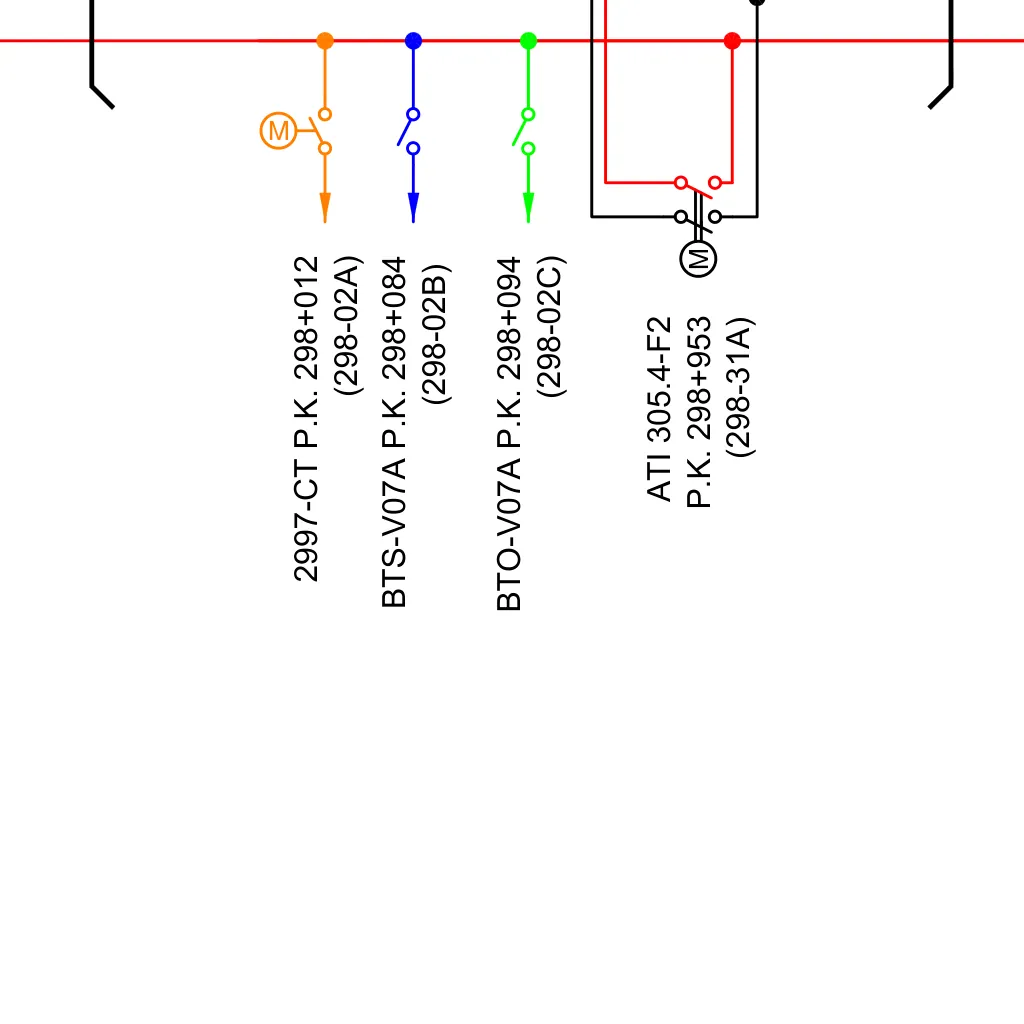 M
2997-CT P.K. 298+012
(298-02A)
BTS-V07A P.K. 298+084
(298-02B)
BTO-V07A P.K. 298+094
(298-02C)
M
ATI 305.4-F2
P.K. 298+953
(298-31A)